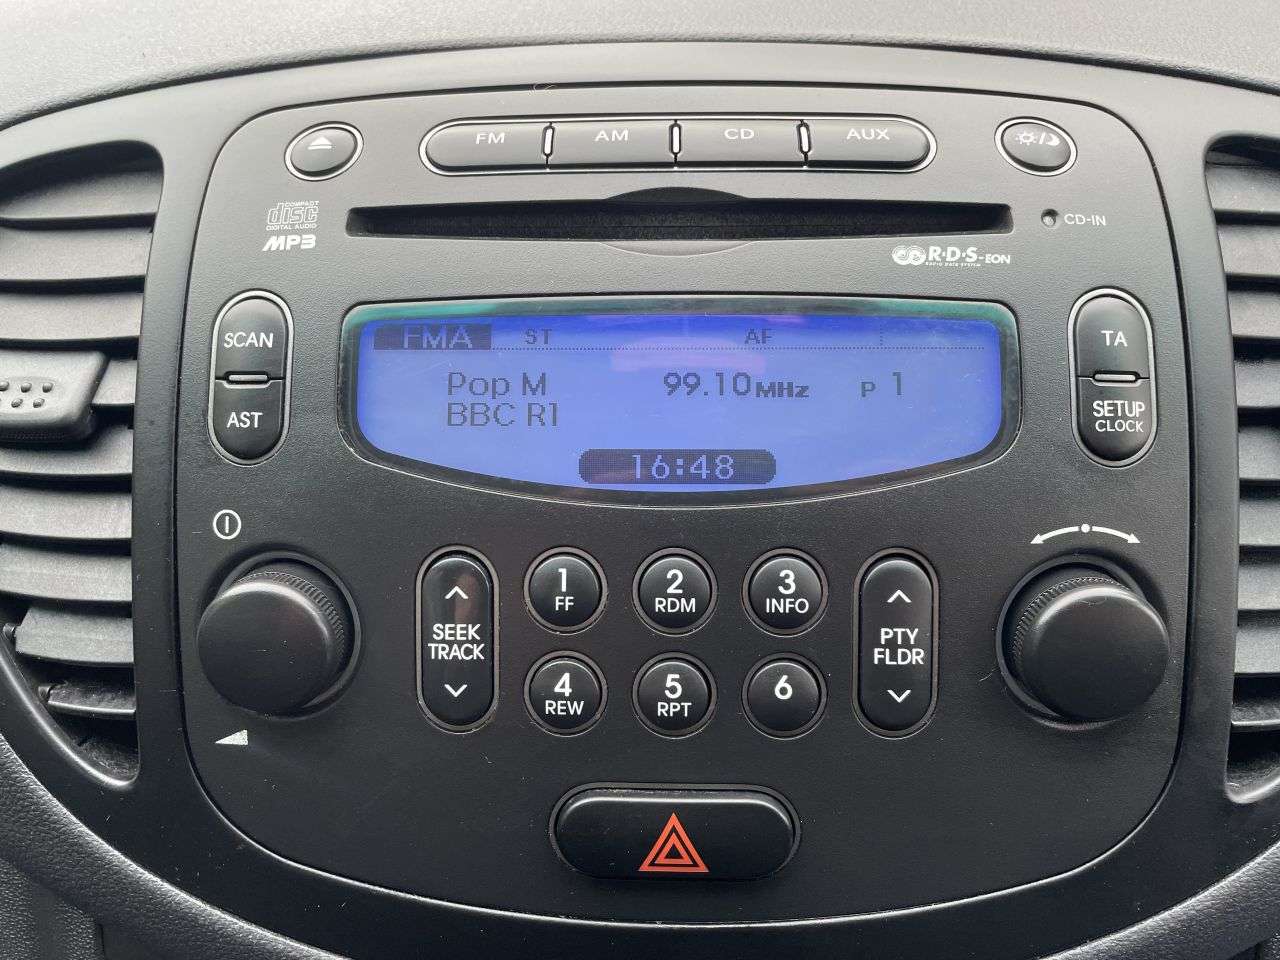 FM AM CD AUX
COMPACT
disc
DIGITAL AUDIO
MP3
CD-IN
R·D·S-EON
RADIO DATA SYSTEM
SCAN
AST
FMA ST AF
Pop M 99.10 MHz P 1
BBC R1
16:48
TA
SETUP
CLOCK
SEEK
TRACK
1
FF
2
RDM
3
INFO
4
REW
5
RPT
6
PTY
FLDR